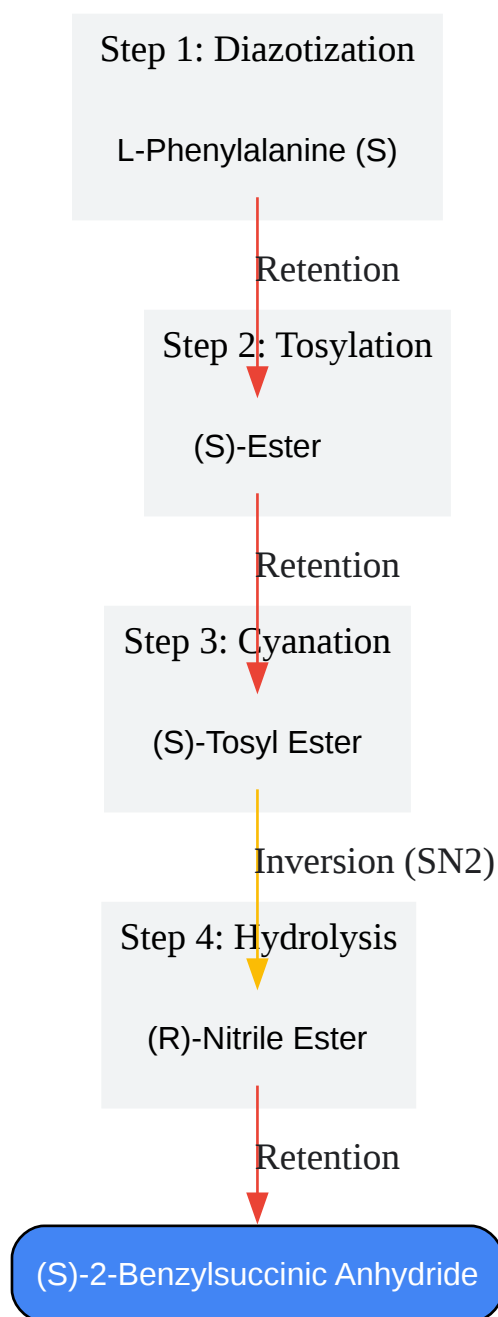 Step 1: Diazotization
L-Phenylalanine (S)
Retention
Step 2: Tosylation
(S)-Ester
Retention
Step 3: Cyanation
(S)-Tosyl Ester
Inversion (SN2)
Step 4: Hydrolysis
(R)-Nitrile Ester
Retention
(S)-2-Benzylsuccinic Anhydride